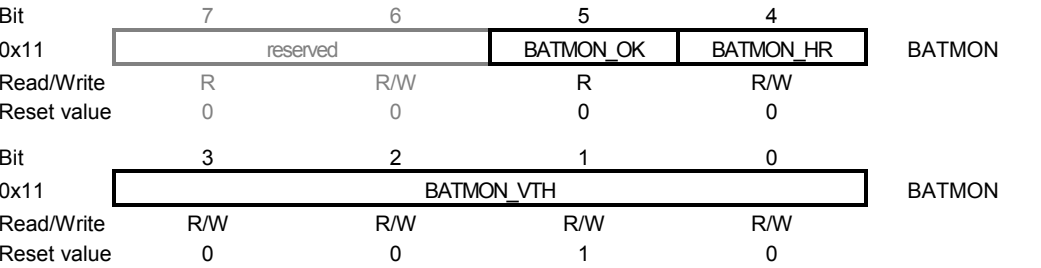 Bit 7 6 5 4
0x11 reserved BATMON_OK BATMON_HR BATMON
Read/Write R R/W R R/W
Reset value 0 0 0 0
Bit 3 2 1 0
0x11 BATMON_VTH BATMON
Read/Write R/W R/W R/W R/W
Reset value 0 0 1 0